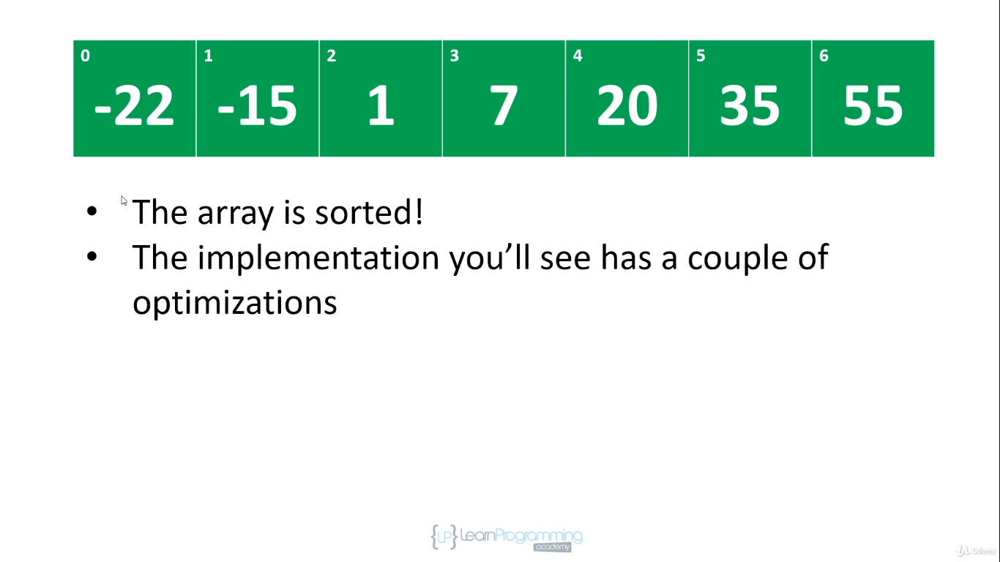 0 1 2 3 4 5 6
-22 -15 1 7 20 35 55
• The array is sorted!
• The implementation you’ll see has a couple of
optimizations
{LP} LearnProgramming
.academy
Udemy